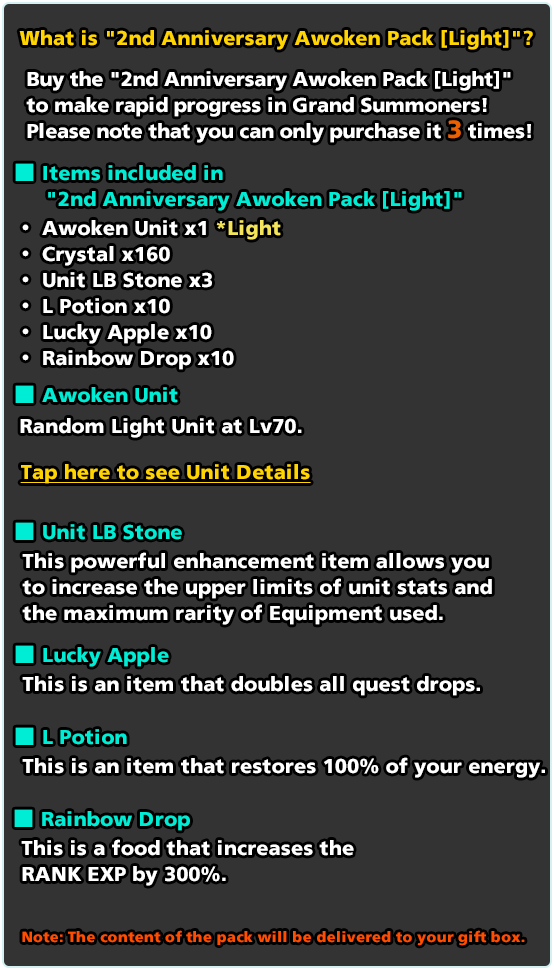 What is "2nd Anniversary Awoken Pack [Light]"?
Buy the "2nd Anniversary Awoken Pack [Light]"
to make rapid progress in Grand Summoners!
Please note that you can only purchase it 3 times!
■ Items included in
"2nd Anniversary Awoken Pack [Light]"
• Awoken Unit x1 *Light
• Crystal x160
• Unit LB Stone x3
• L Potion x10
• Lucky Apple x10
• Rainbow Drop x10
■ Awoken Unit
Random Light Unit at Lv70.
Tap here to see Unit Details
■ Unit LB Stone
This powerful enhancement item allows you
to increase the upper limits of unit stats and
the maximum rarity of Equipment used.
■ Lucky Apple
This is an item that doubles all quest drops.
■ L Potion
This is an item that restores 100% of your energy.
■ Rainbow Drop
This is a food that increases the
RANK EXP by 300%.
Note: The content of the pack will be delivered to your gift box.